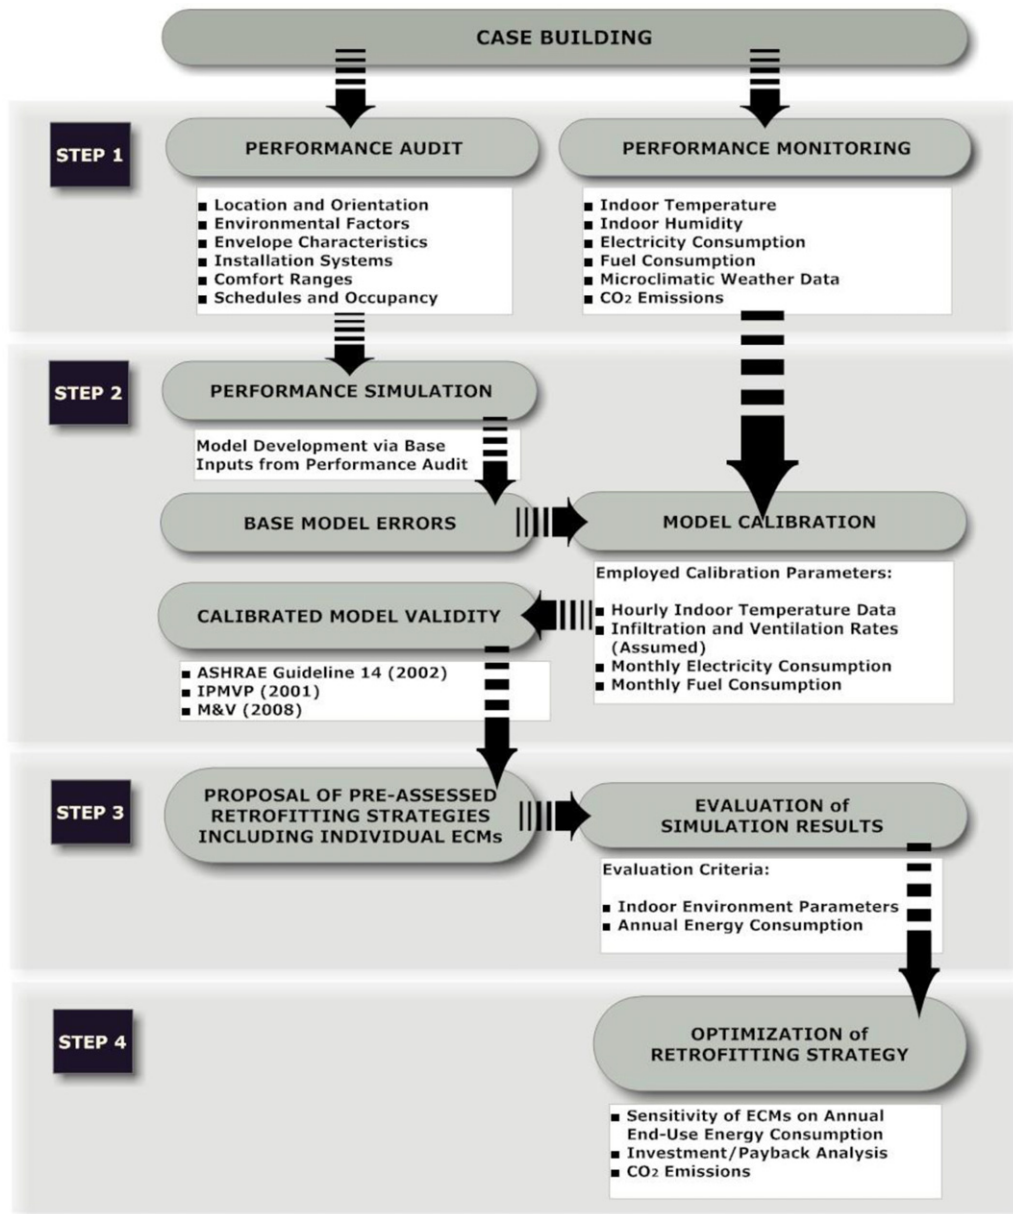 CASE BUILDING
STEP 1
PERFORMANCE AUDIT
■ Location and Orientation
■ Environmental Factors
■ Envelope Characteristics
■ Installation Systems
■ Comfort Ranges
■ Schedules and Occupancy
PERFORMANCE MONITORING
■ Indoor Temperature
■ Indoor Humidity
■ Electricity Consumption
■ Fuel Consumption
■ Microclimatic Weather Data
■ CO₂ Emissions
STEP 2
PERFORMANCE SIMULATION
Model Development via Base
Inputs from Performance Audit
BASE MODEL ERRORS
MODEL CALIBRATION
Employed Calibration Parameters:
■ Hourly Indoor Temperature Data
■ Infiltration and Ventilation Rates
(Assumed)
■ Monthly Electricity Consumption
■ Monthly Fuel Consumption
CALIBRATED MODEL VALIDITY
■ ASHRAE Guideline 14 (2002)
■ IPMVP (2001)
■ M&V (2008)
STEP 3
PROPOSAL OF PRE-ASSESSED
RETROFITTING STRATEGIES
INCLUDING INDIVIDUAL ECMs
EVALUATION of
SIMULATION RESULTS
Evaluation Criteria:
■ Indoor Environment Parameters
■ Annual Energy Consumption
STEP 4
OPTIMIZATION of
RETROFITTING STRATEGY
■ Sensitivity of ECMs on Annual
End-Use Energy Consumption
■ Investment/Payback Analysis
■ CO₂ Emissions